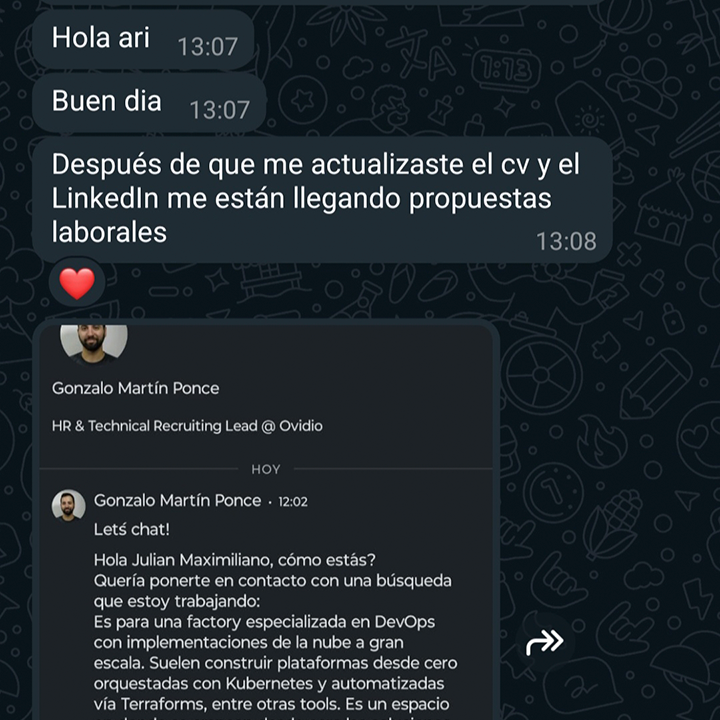 Hola ari 13:07
Buen dia 13:07
Después de que me actualizaste el cv y el
LinkedIn me están llegando propuestas
laborales 13:08
Gonzalo Martín Ponce
HR & Technical Recruiting Lead @ Ovidio
HOY
Gonzalo Martín Ponce · 12:02
Letś chat!
Hola Julian Maximiliano, cómo estás?
Quería ponerte en contacto con una búsqueda
que estoy trabajando:
Es para una factory especializada en DevOps
con implementaciones de la nube a gran
escala. Suelen construir plataformas desde cero
orquestadas con Kubernetes y automatizadas
vía Terraforms, entre otras tools. Es un espacio